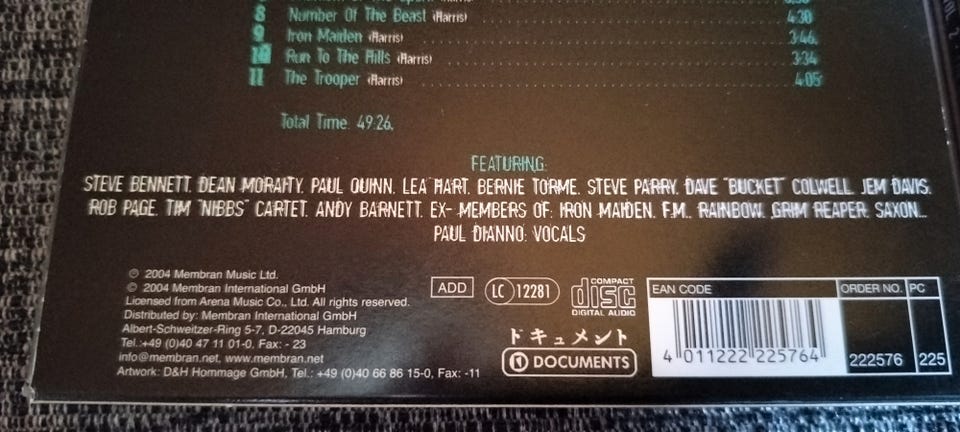 8 Number Of The Beast (Harris) 4:30
9 Iron Maiden (Harris) 3:46
10 Run To The Hills (Harris) 3:34
11 The Trooper (Harris) 4:05
Total Time: 49:26
FEATURING:
STEVE BENNETT. DEAN MORAITY. PAUL QUINN. LEA HART. BERNIE TORME. STEVE PARRY. DAVE "BUCKET" COLWELL. JEM DAVIS.
ROB PAGE. TIM "NIBBS" CARTET. ANDY BARNETT. EX- MEMBERS OF: IRON MAIDEN. F.M.. RAINBOW. GRIM REAPER. SAXON...
PAUL DIANNO: VOCALS
℗ 2004 Membran Music Ltd.
© 2004 Membran International GmbH
Licensed from Arena Music Co., Ltd. All rights reserved.
Distributed by: Membran International GmbH
Albert-Schweitzer-Ring 5-7, D-22045 Hamburg
Tel.:+49 (0)40 47 11 01-0, Fax: - 23
info@membran.net, www.membran.net
Artwork: D&H Hommage GmbH, Tel.: +49 (0)40 66 86 15-0, Fax: -11
ADD
LC 12281
COMPACT
disc
DIGITAL AUDIO
ドキュメント
DOCUMENTS
EAN CODE
4 011222 225764
ORDER NO.
222576
PC
225